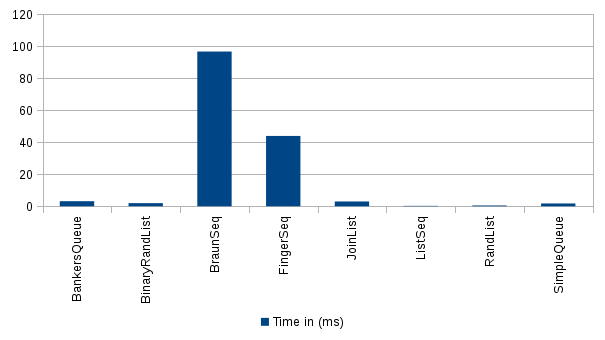 120
100
80
60
40
20
0
BankersQueue
BinaryRandList
BraunSeq
FingerSeq
JoinList
ListSeq
RandList
SimpleQueue
Time in (ms)